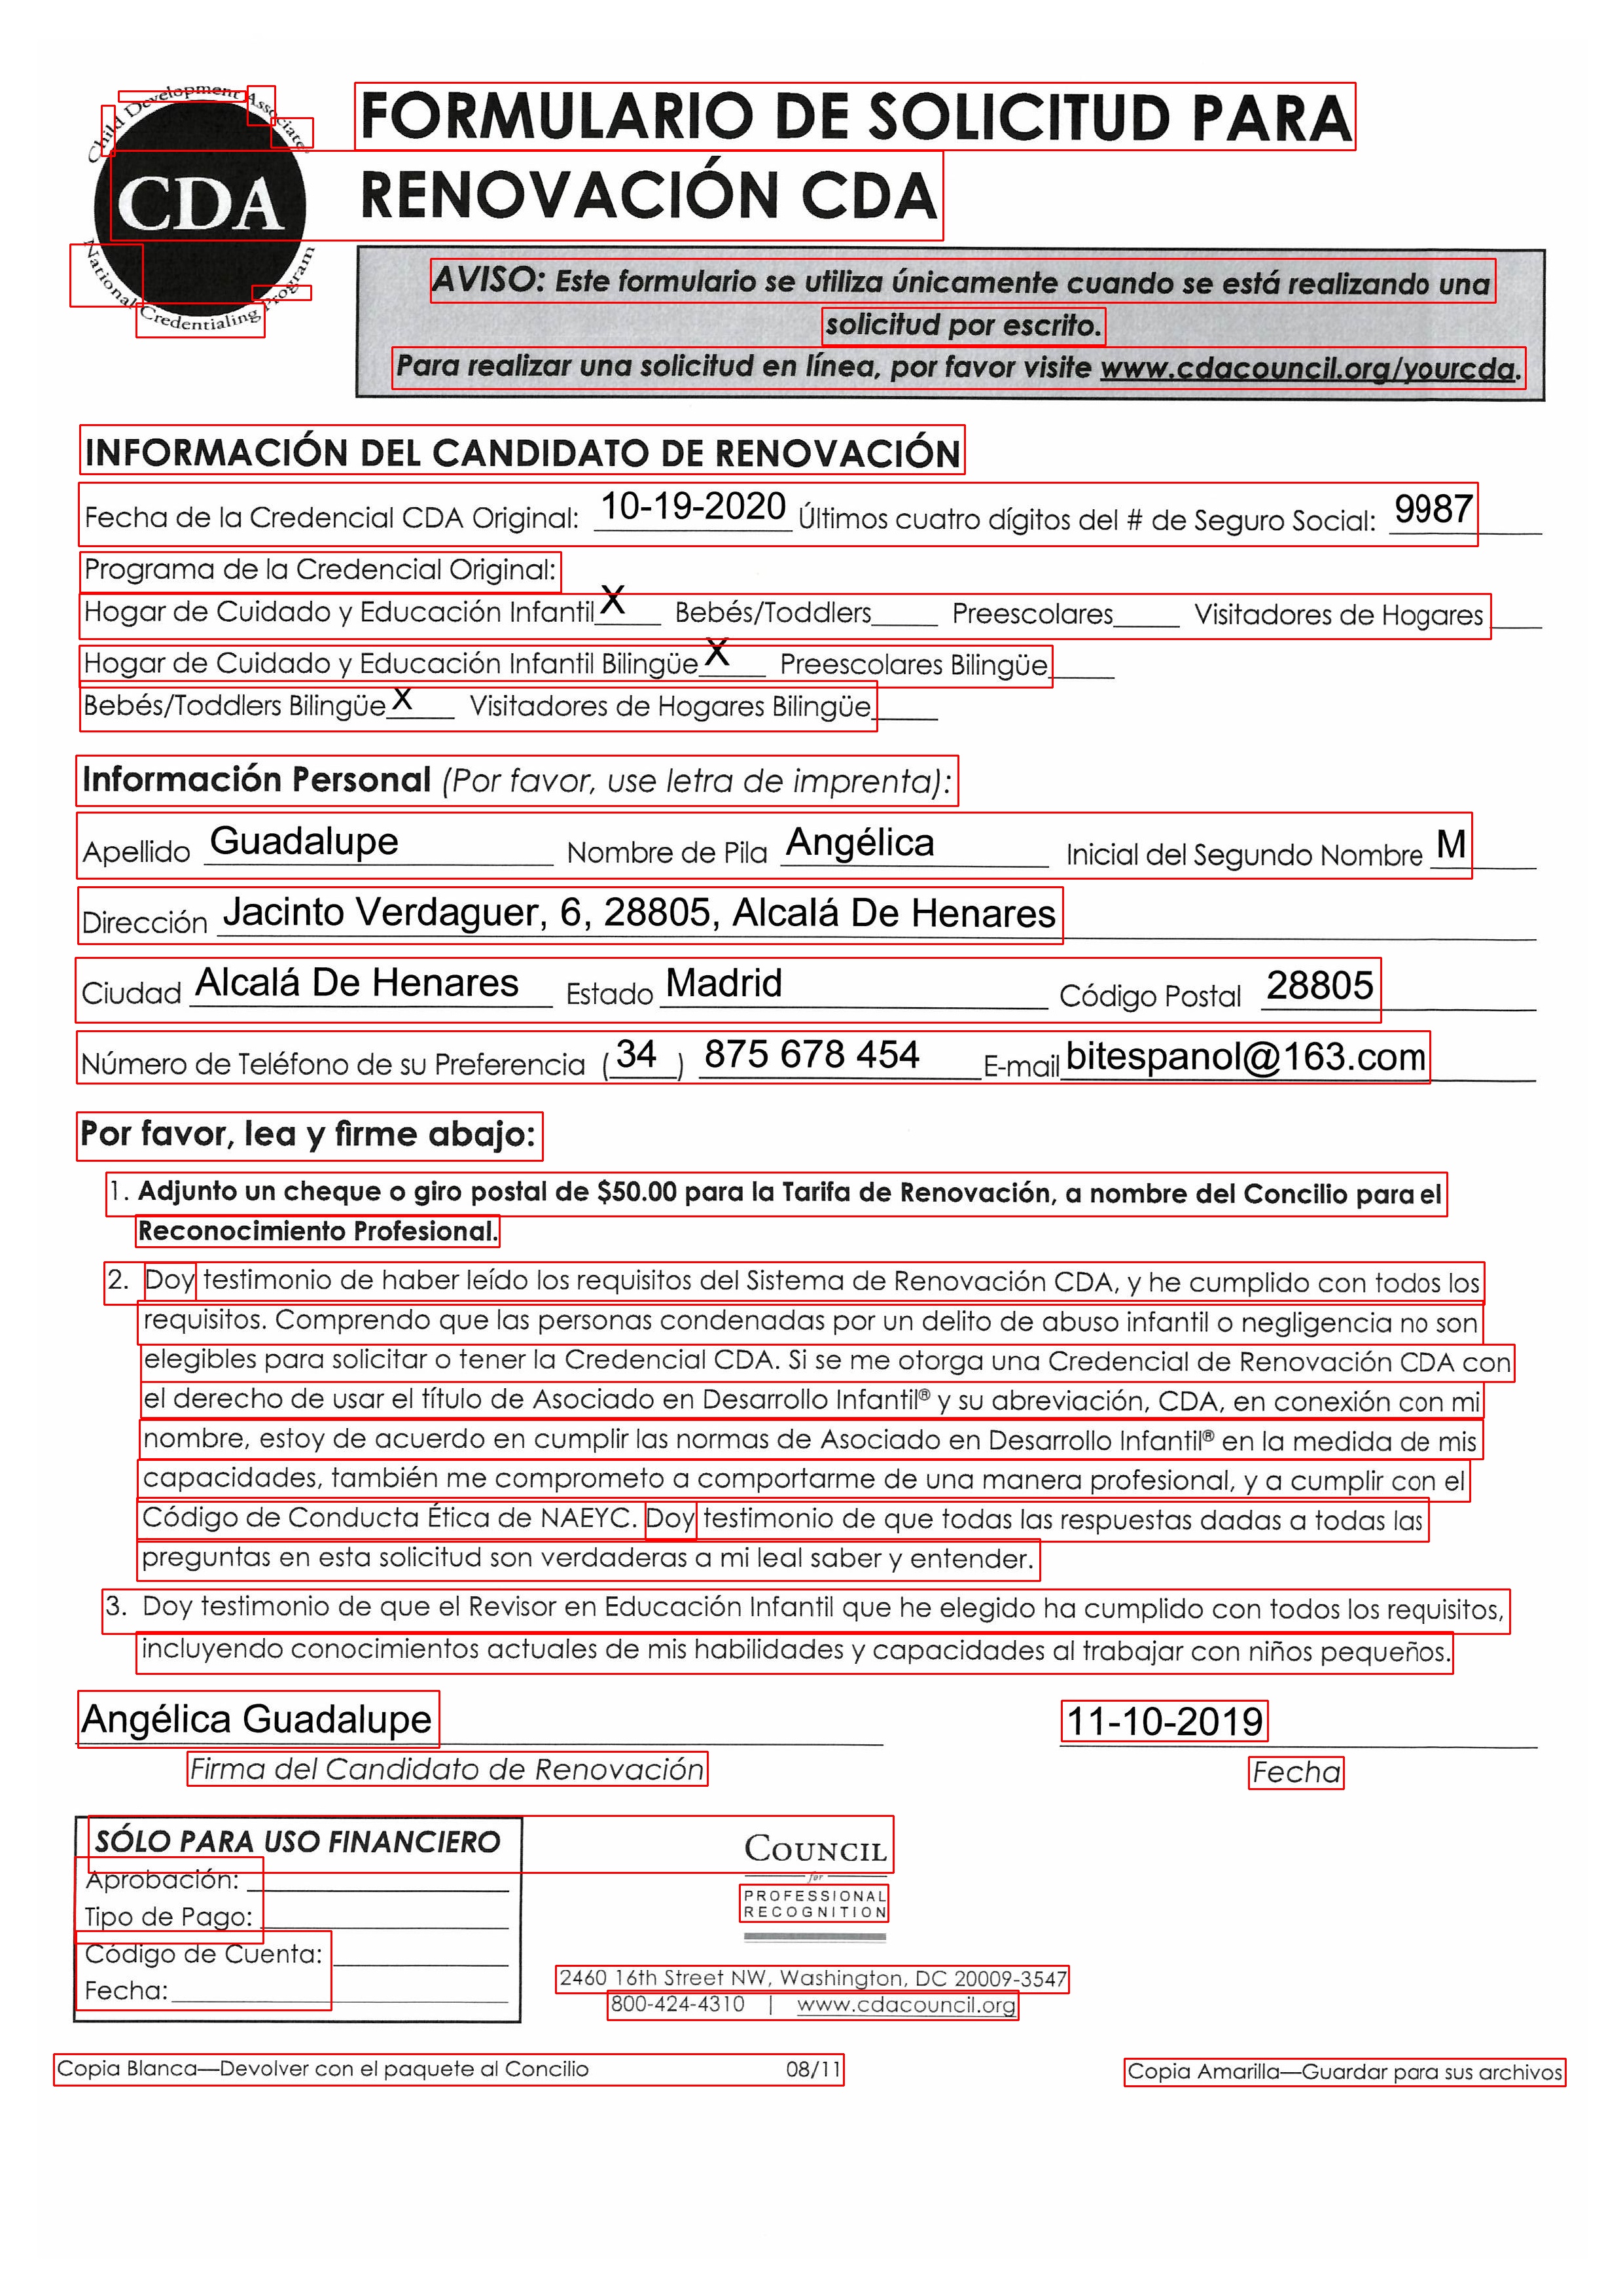 Child Development Associate
CDA
National Credentialing Program
FORMULARIO DE SOLICITUD PARA
RENOVACIÓN CDA
AVISO: Este formulario se utiliza únicamente cuando se está realizando una
solicitud por escrito.
Para realizar una solicitud en línea, por favor visite www.cdacouncil.org/yourcda.
INFORMACIÓN DEL CANDIDATO DE RENOVACIÓN
Fecha de la Credencial CDA Original: 10-19-2020 Últimos cuatro dígitos del # de Seguro Social: 9987
Programa de la Credencial Original:
Hogar de Cuidado y Educación Infantil X Bebés/Toddlers____ Preescolares____ Visitadores de Hogares____
Hogar de Cuidado y Educación Infantil Bilingüe X Preescolares Bilingüe____
Bebés/Toddlers Bilingüe X Visitadores de Hogares Bilingüe____
Información Personal (Por favor, use letra de imprenta):
Apellido Guadalupe Nombre de Pila Angélica Inicial del Segundo Nombre M
Dirección Jacinto Verdaguer, 6, 28805, Alcalá De Henares
Ciudad Alcalá De Henares Estado Madrid Código Postal 28805
Número de Teléfono de su Preferencia (34) 875 678 454 E-mail bitespanol@163.com
Por favor, lea y firme abajo:
1. Adjunto un cheque o giro postal de $50.00 para la Tarifa de Renovación, a nombre del Concilio para el
Reconocimiento Profesional.
2. Doy testimonio de haber leído los requisitos del Sistema de Renovación CDA, y he cumplido con todos los
requisitos. Comprendo que las personas condenadas por un delito de abuso infantil o negligencia no son
elegibles para solicitar o tener la Credencial CDA. Si se me otorga una Credencial de Renovación CDA con
el derecho de usar el título de Asociado en Desarrollo Infantil® y su abreviación, CDA, en conexión con mi
nombre, estoy de acuerdo en cumplir las normas de Asociado en Desarrollo Infantil® en la medida de mis
capacidades, también me comprometo a comportarme de una manera profesional, y a cumplir con el
Código de Conducta Ética de NAEYC. Doy testimonio de que todas las respuestas dadas a todas las
preguntas en esta solicitud son verdaderas a mi leal saber y entender.
3. Doy testimonio de que el Revisor en Educación Infantil que he elegido ha cumplido con todos los requisitos,
incluyendo conocimientos actuales de mis habilidades y capacidades al trabajar con niños pequeños.
Angélica Guadalupe 11-10-2019
Firma del Candidato de Renovación Fecha
SÓLO PARA USO FINANCIERO
Aprobación:
Tipo de Pago:
Código de Cuenta:
Fecha:
COUNCIL
for
PROFESSIONAL
RECOGNITION
2460 16th Street NW, Washington, DC 20009-3547
800-424-4310 | www.cdacouncil.org
Copia Blanca—Devolver con el paquete al Concilio 08/11 Copia Amarilla—Guardar para sus archivos